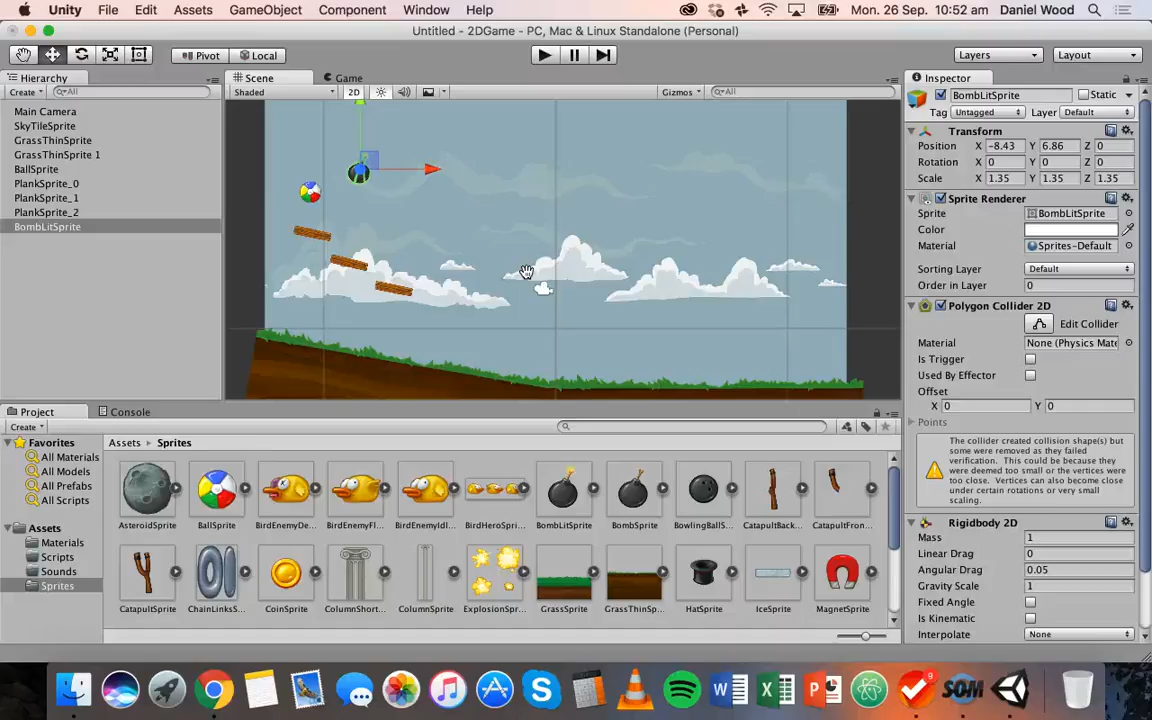 Unity File Edit Assets GameObject Component Window Help Mon. 26 Sep. 10:52 am Daniel Wood
Untitled - 2DGame - PC, Mac & Linux Standalone (Personal)
Pivot Local Layers Layout
Hierarchy
Create All
Main Camera
SkyTileSprite
GrassThinSprite
GrassThinSprite 1
BallSprite
PlankSprite_0
PlankSprite_1
PlankSprite_2
BombLitSprite
Scene Game
Shaded 2D Gizmos All
Inspector
BombLitSprite Static
Tag Untagged Layer Default
Transform
Position X -8.43 Y 6.86 Z 0
Rotation X 0 Y 0 Z 0
Scale X 1.35 Y 1.35 Z 1.35
Sprite Renderer
Sprite BombLitSprite
Color
Material Sprites-Default
Sorting Layer Default
Order in Layer 0
Polygon Collider 2D
Edit Collider
Material None (Physics Mate
Is Trigger
Used By Effector
Offset
X 0 Y 0
Points
The collider created collision shape(s) but
some were removed as they failed
verification. This could be because they
were deemed too small or the vertices were
too close. Vertices can also become close
under certain rotations or very small
scaling.
Rigidbody 2D
Mass 1
Linear Drag 0
Angular Drag 0.05
Gravity Scale 1
Fixed Angle
Is Kinematic
Interpolate None
Project Console
Create
Favorites
All Materials
All Models
All Prefabs
All Scripts
Assets
Materials
Scripts
Sounds
Sprites
Assets Sprites
AsteroidSprite BallSprite BirdEnemyDe... BirdEnemyFl... BirdEnemyIdl... BirdHeroSpri... BombLitSprite BombSprite BowlingBallS... CatapultBack... CatapultFron...
CatapultSprite ChainLinksS... CoinSprite ColumnShort... ColumnSprite ExplosionSpr... GrassSprite GrassThinSp... HatSprite IceSprite MagnetSprite
9
SOM